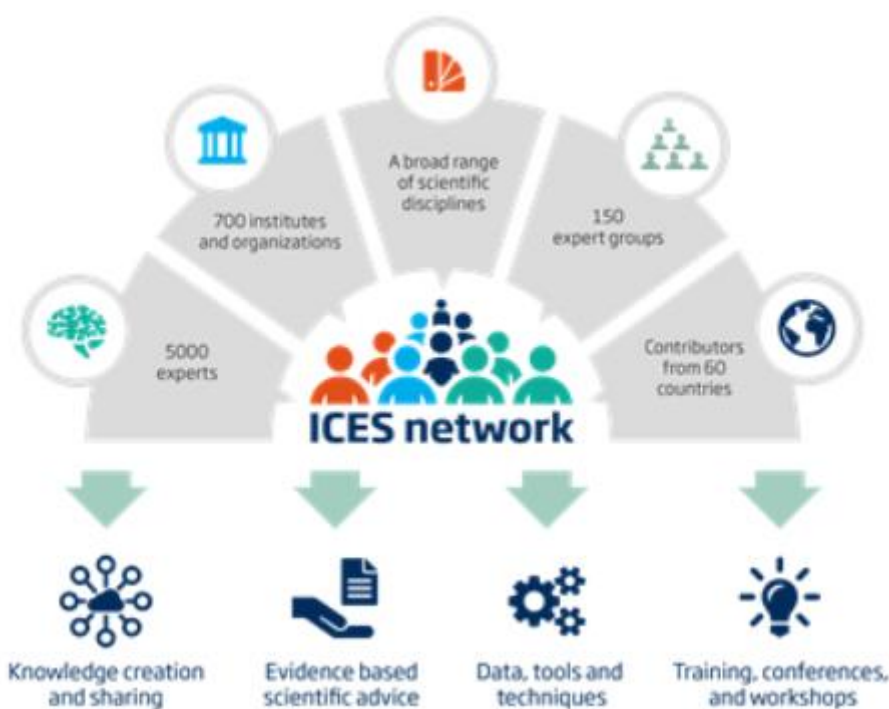 A broad range
of scientific
disciplines
700 institutes
and organizations
150
expert groups
5000
experts
Contributors
from 60
countries
ICES network
Knowledge creation
and sharing
Evidence based
scientific advice
Data, tools and
techniques
Training, conferences,
and workshops